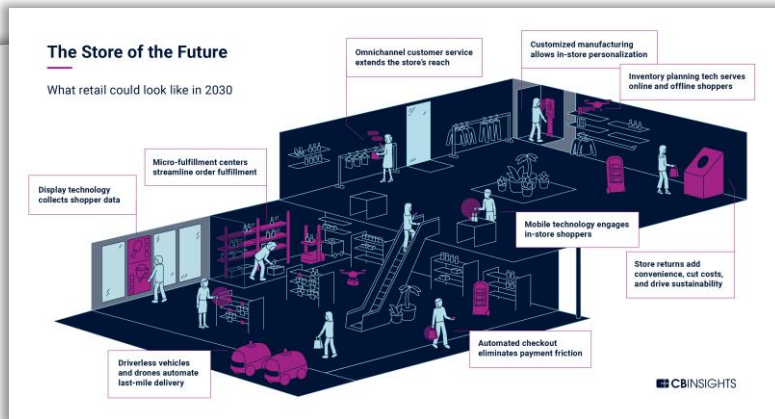 The Store of the Future
What retail could look like in 2030
Omnichannel customer service
extends the store's reach
Customized manufacturing
allows in-store personalization
Inventory planning tech serves
online and offline shoppers
Micro-fulfillment centers
streamline order fulfillment
Display technology
collects shopper data
Mobile technology engages
in-store shoppers
Store returns add
convenience, cut costs,
and drive sustainability
Automated checkout
eliminates payment friction
Driverless vehicles
and drones automate
last-mile delivery
CBINSIGHTS